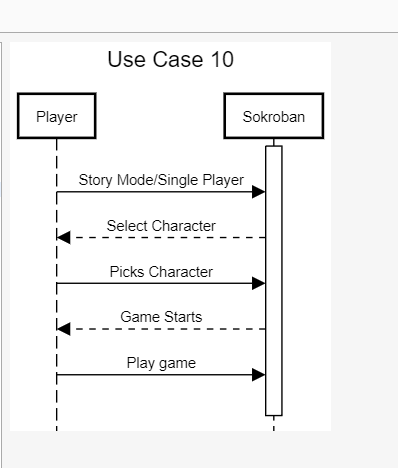 Use Case 10
Player
Sokroban
Story Mode/Single Player
Select Character
Picks Character
Game Starts
Play game